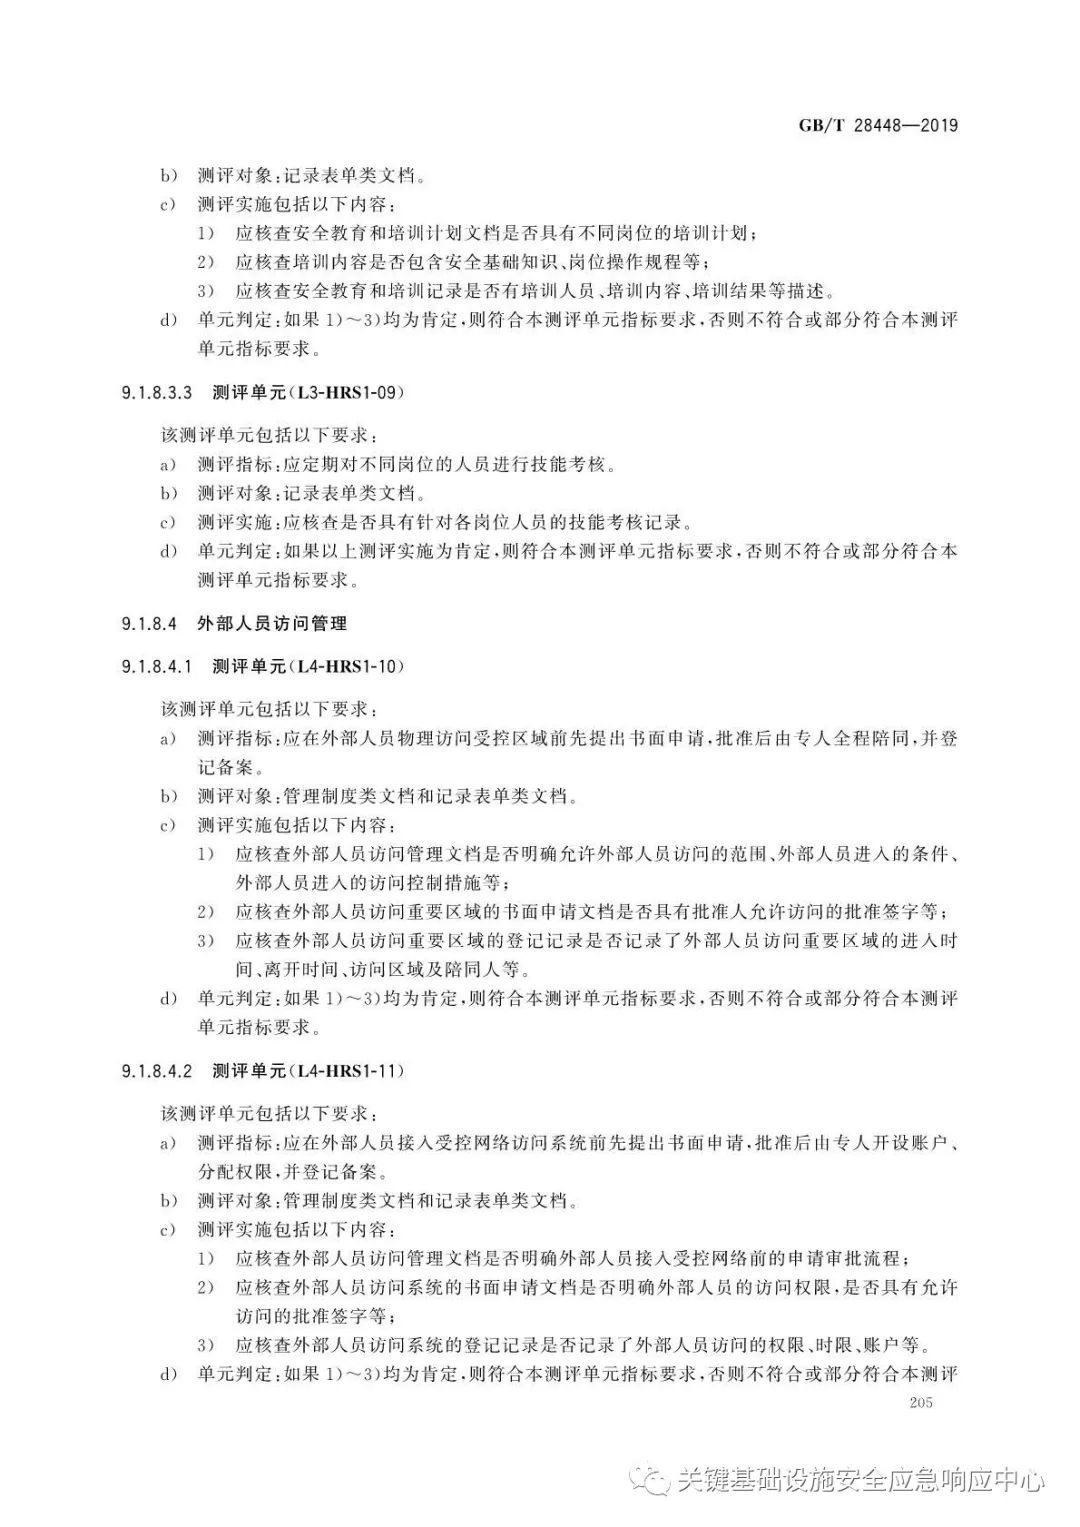 GB/T 28448—2019
b) 测评对象:记录表单类文档。
c) 测评实施包括以下内容:
1) 应核查安全教育和培训计划文档是否具有不同岗位的培训计划;
2) 应核查培训内容是否包含安全基础知识、岗位操作规程等;
3) 应核查安全教育和培训记录是否有培训人员、培训内容、培训结果等描述。
d) 单元判定:如果 1)～3)均为肯定,则符合本测评单元指标要求,否则不符合或部分符合本测评
单元指标要求。
9.1.8.3.3 测评单元(L3-HRS1-09)
该测评单元包括以下要求:
a) 测评指标:应定期对不同岗位的人员进行技能考核。
b) 测评对象:记录表单类文档。
c) 测评实施:应核查是否具有针对各岗位人员的技能考核记录。
d) 单元判定:如果以上测评实施为肯定,则符合本测评单元指标要求,否则不符合或部分符合本
测评单元指标要求。
9.1.8.4 外部人员访问管理
9.1.8.4.1 测评单元(L4-HRS1-10)
该测评单元包括以下要求:
a) 测评指标:应在外部人员物理访问受控区域前先提出书面申请,批准后由专人全程陪同,并登
记备案。
b) 测评对象:管理制度类文档和记录表单类文档。
c) 测评实施包括以下内容:
1) 应核查外部人员访问管理文档是否明确允许外部人员访问的范围、外部人员进入的条件、
外部人员进入的访问控制措施等;
2) 应核查外部人员访问重要区域的书面申请文档是否具有批准人允许访问的批准签字等;
3) 应核查外部人员访问重要区域的登记记录是否记录了外部人员访问重要区域的进入时
间、离开时间、访问区域及陪同人等。
d) 单元判定:如果 1)～3)均为肯定,则符合本测评单元指标要求,否则不符合或部分符合本测评
单元指标要求。
9.1.8.4.2 测评单元(L4-HRS1-11)
该测评单元包括以下要求:
a) 测评指标:应在外部人员接入受控网络访问系统前先提出书面申请,批准后由专人开设账户、
分配权限,并登记备案。
b) 测评对象:管理制度类文档和记录表单类文档。
c) 测评实施包括以下内容:
1) 应核查外部人员访问管理文档是否明确外部人员接入受控网络前的申请审批流程;
2) 应核查外部人员访问系统的书面申请文档是否明确外部人员的访问权限,是否具有允许
访问的批准签字等;
3) 应核查外部人员访问系统的登记记录是否记录了外部人员访问的权限、时限、账户等。
d) 单元判定:如果 1)～3)均为肯定,则符合本测评单元指标要求,否则不符合或部分符合本测评
205
关键基础设施安全应急响应中心